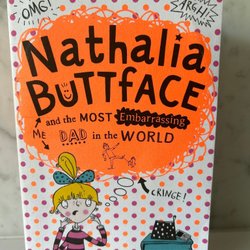 OMG!
ARGH!
Nathalia
BUTTFACE
and the MOST Embarrassing
ME DAD in the WORLD
CRINGE!